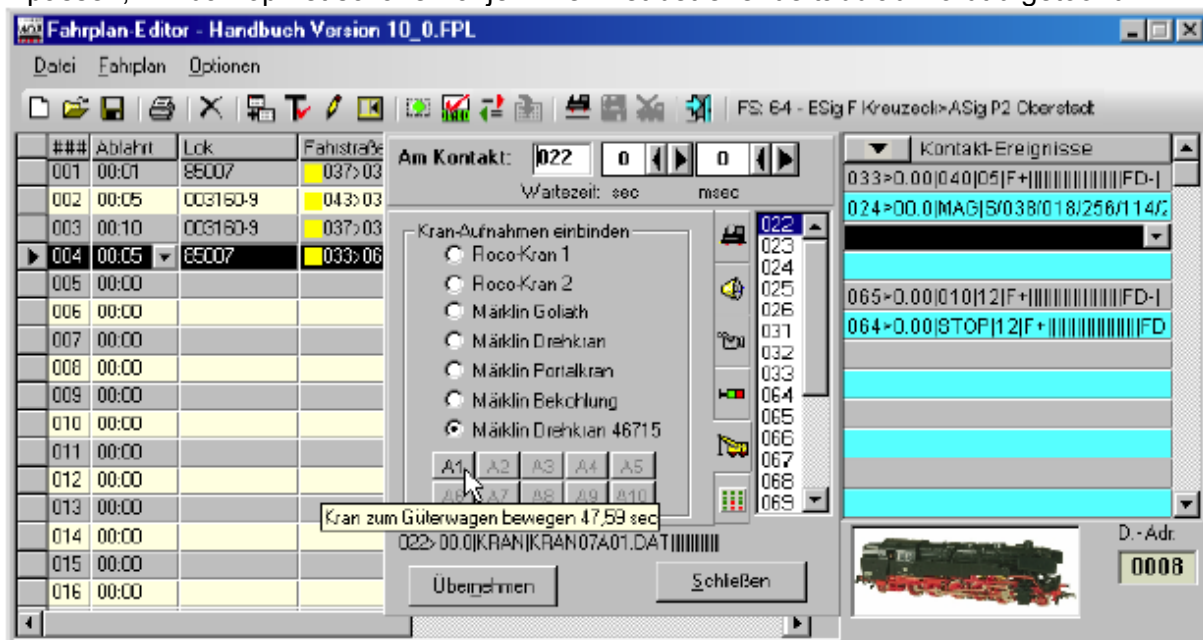 Fahrplan-Editor - Handbuch Version 10_0.FPL
Datei Fahrplan Optionen
FS: 64 - ESig F Kreuzeck>ASig P2 Oberstadt
### Abfahrt Lok Fahrstraße
001 00:01 85007 037>03
002 00:05 003160-9 043>03
003 00:10 003160-9 037>03
004 00:05 85007 033>06
005 00:00
006 00:00
007 00:00
008 00:00
009 00:00
010 00:00
011 00:00
012 00:00
013 00:00
014 00:00
015 00:00
016 00:00
Am Kontakt: 022 0 0
Wartezeit: sec msec
Kran-Aufnahmen einbinden
Roco-Kran 1
Roco-Kran 2
Märklin Goliath
Märklin Drehkran
Märklin Portalkran
Märklin Bekohlung
Märklin Drehkran 46715
A1 A2 A3 A4 A5
A6 A7 A8 A9 A10
Kran zum Güterwagen bewegen 47,59 sec
022>00.0|KRAN|KRAN07A01.DAT||||||||||
Übernehmen Schließen
022
023
024
025
026
031
032
033
064
065
066
067
068
069
Kontakt-Ereignisse
033>0.00|040|05|F+||||||||||||||||FD-|
024>00.0|MAG|S/038/018/256/114/2
065>0.00|010|12|F+||||||||||||||||FD-|
064>0.00|STOP|12|F+||||||||||||||||FD
D.-Adr.
0008